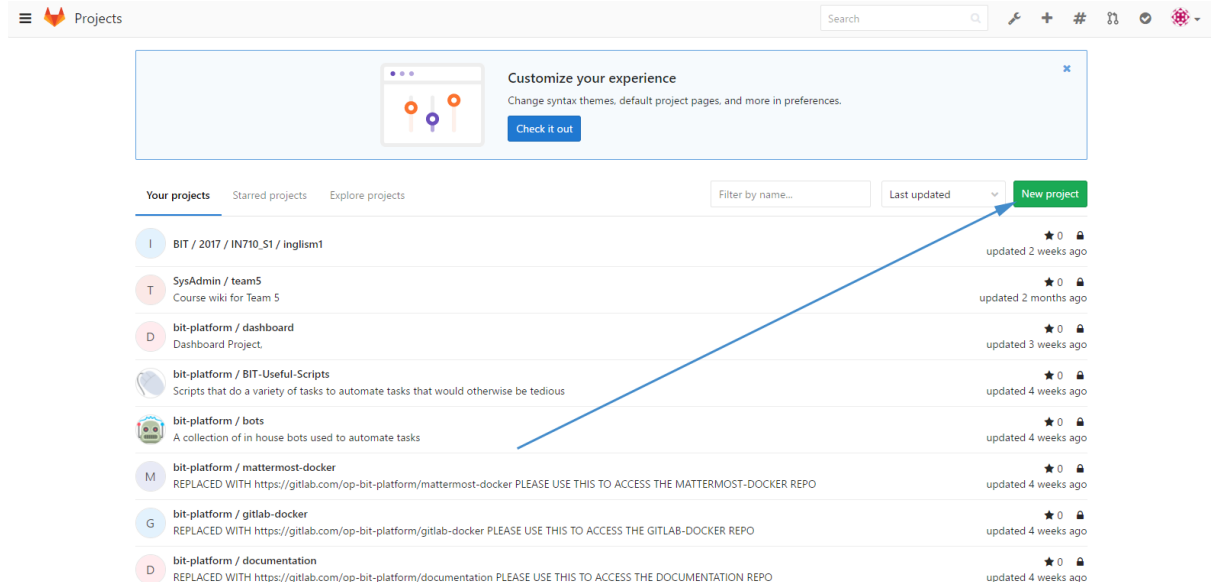 Projects
Search
Customize your experience
Change syntax themes, default project pages, and more in preferences.
Check it out
Your projects Starred projects Explore projects
Filter by name...
Last updated
New project
I
BIT / 2017 / IN710_S1 / inglism1
0
updated 2 weeks ago
T
SysAdmin / team5
0
Course wiki for Team 5
updated 2 months ago
D
bit-platform / dashboard
0
Dashboard Project,
updated 3 weeks ago
bit-platform / BIT-Useful-Scripts
0
Scripts that do a variety of tasks to automate tasks that would otherwise be tedious
updated 4 weeks ago
bit-platform / bots
0
A collection of in house bots used to automate tasks
updated 4 weeks ago
M
bit-platform / mattermost-docker
0
REPLACED WITH https://gitlab.com/op-bit-platform/mattermost-docker PLEASE USE THIS TO ACCESS THE MATTERMOST-DOCKER REPO
updated 4 weeks ago
G
bit-platform / gitlab-docker
0
REPLACED WITH https://gitlab.com/op-bit-platform/gitlab-docker PLEASE USE THIS TO ACCESS THE GITLAB-DOCKER REPO
updated 4 weeks ago
D
bit-platform / documentation
0
REPLACED WITH https://gitlab.com/op-bit-platform/documentation PLEASE USE THIS TO ACCESS THE DOCUMENTATION REPO
updated 4 weeks ago